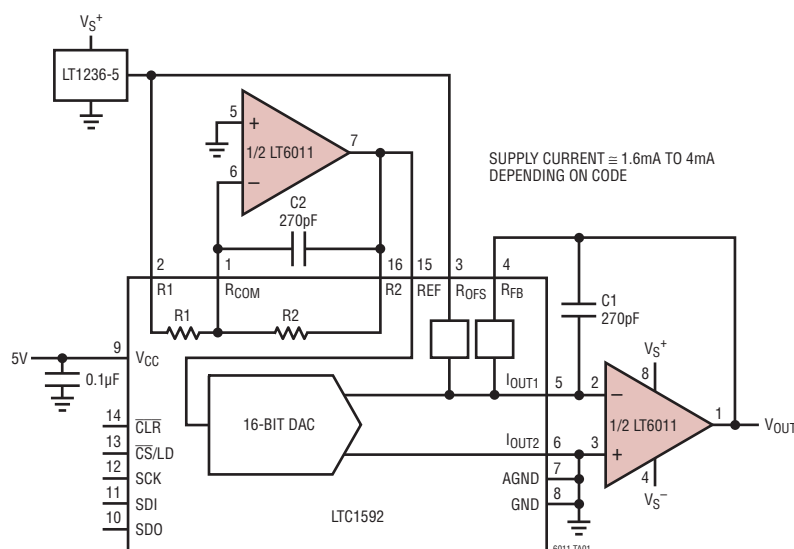 VS+
LT1236-5
5
+
1/2 LT6011
7
6
–
SUPPLY CURRENT ≅ 1.6mA TO 4mA
DEPENDING ON CODE
C2
270pF
2
1
16
15
3
4
R1
RCOM
R2
REF
ROFS
RFB
R1
R2
C1
270pF
5V
9
VCC
0.1µF
IOUT1
5
2
–
VS+
8
1/2 LT6011
1
VOUT
16-BIT DAC
14
CLR
13
CS/LD
12
SCK
11
SDI
10
SDO
IOUT2
6
3
+
4
VS–
7
AGND
8
GND
LTC1592
6011 TA01